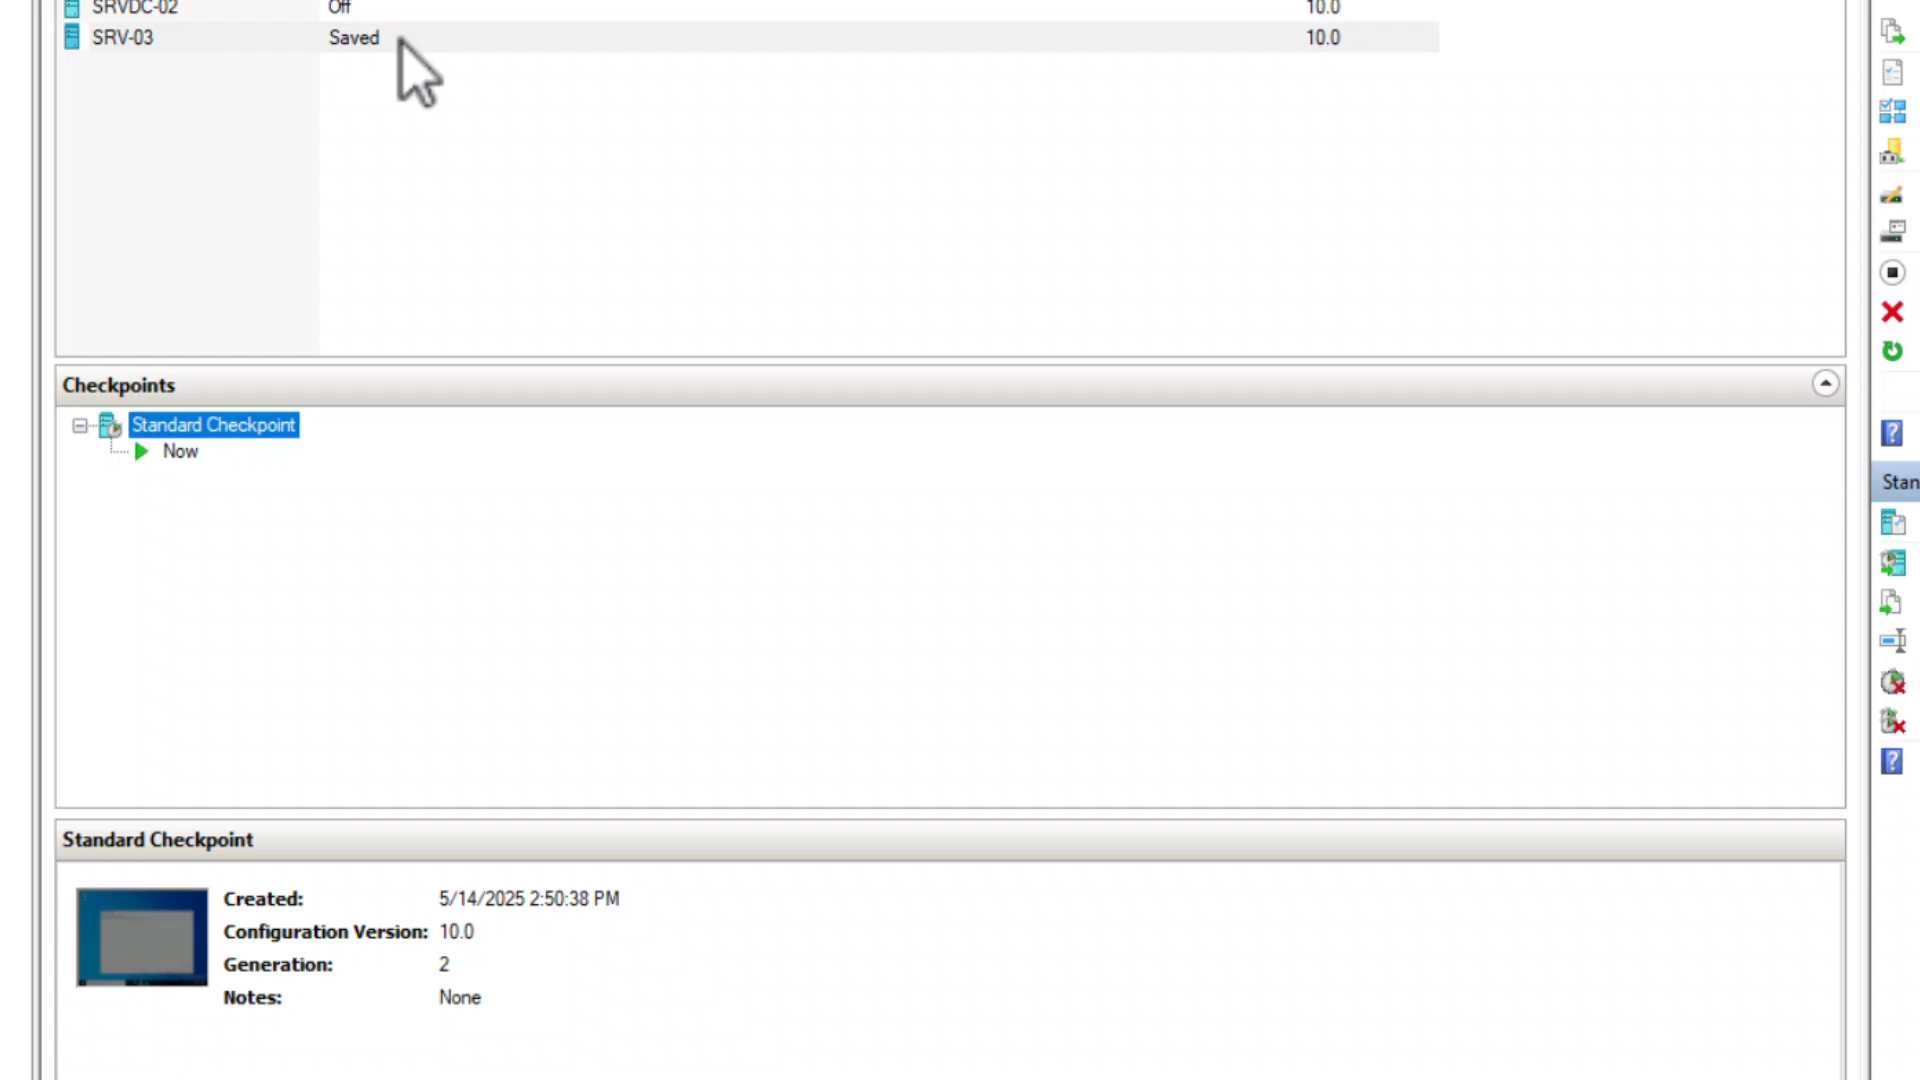 SRVDC-02 Off 10.0
SRV-03 Saved 10.0
Checkpoints
Standard Checkpoint
Now
Stan
Standard Checkpoint
Created: 5/14/2025 2:50:38 PM
Configuration Version: 10.0
Generation: 2
Notes: None